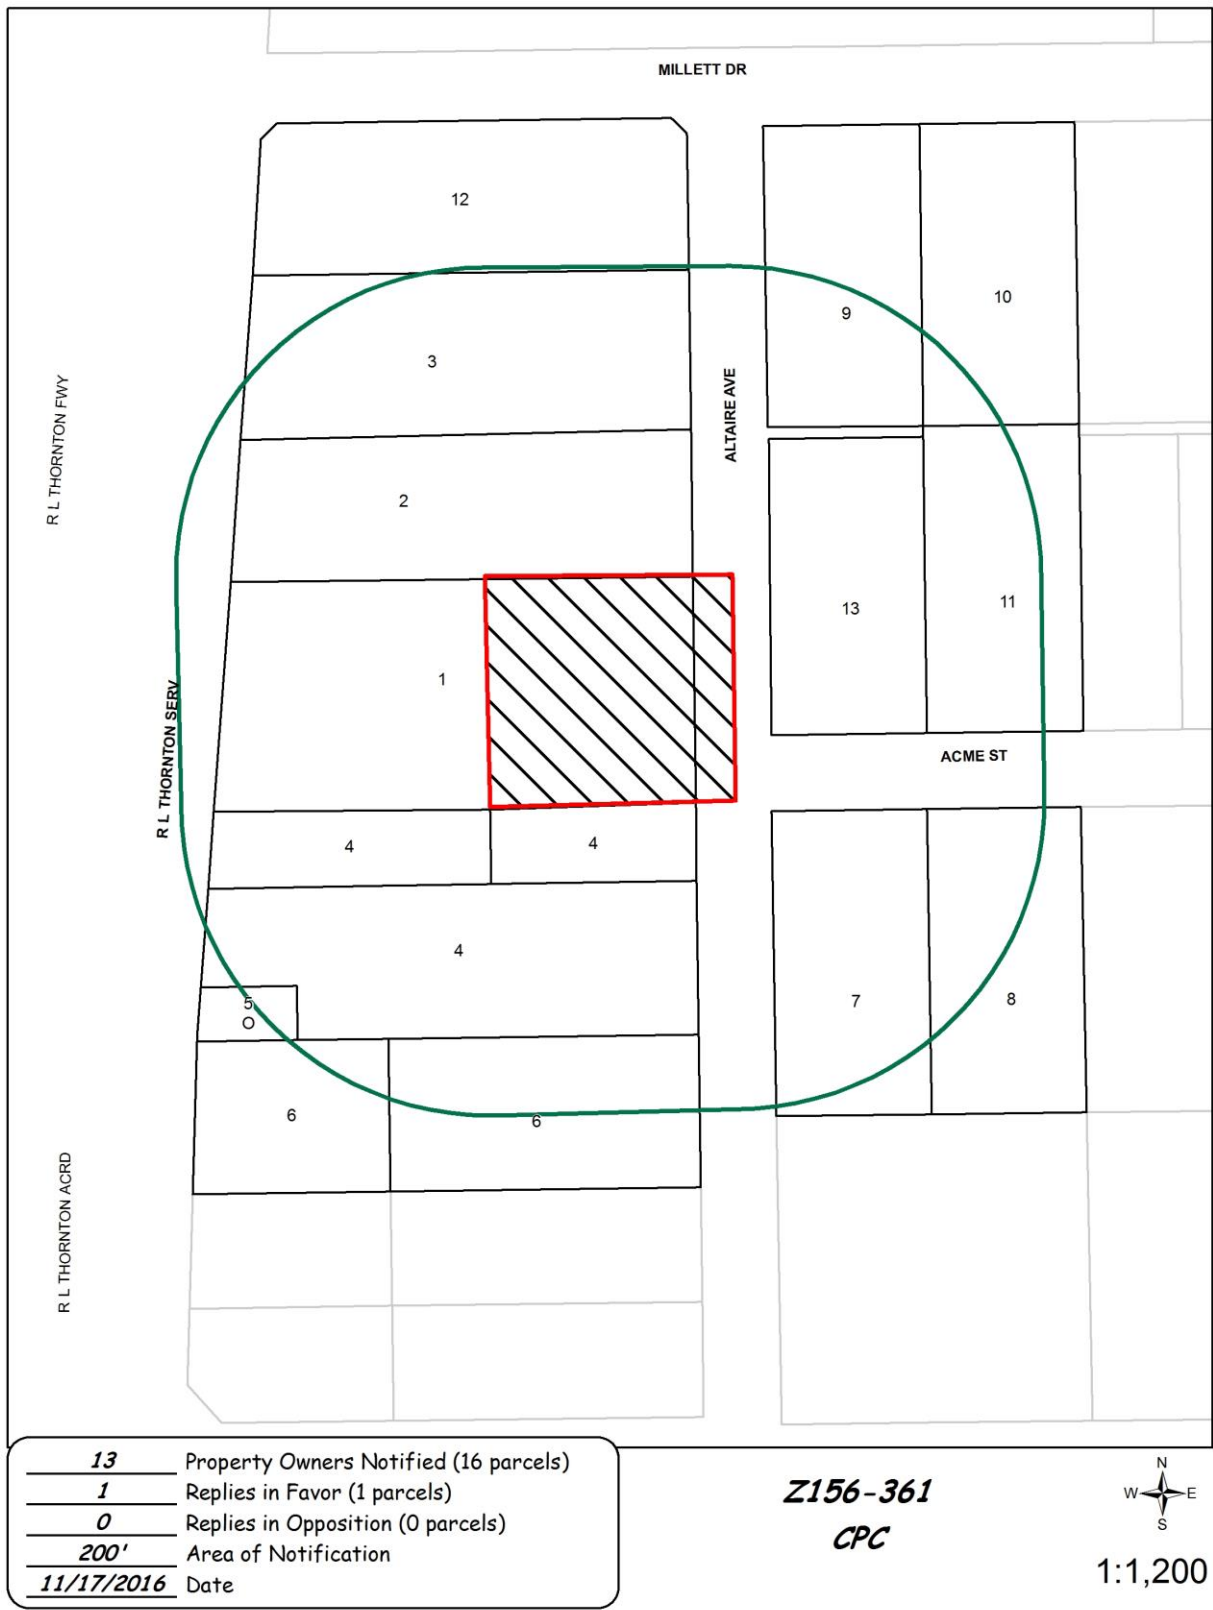 MILLETT DR
12
10
9
3
R L THORNTON FWY
ALTAIRE AVE
2
13
11
1
R L THORNTON SERV
ACME ST
4
4
4
5
O
7
8
6
6
R L THORNTON ACRD
13 Property Owners Notified (16 parcels)
1 Replies in Favor (1 parcels)
0 Replies in Opposition (0 parcels)
200' Area of Notification
11/17/2016 Date
Z156-361
CPC
N
W E
S
1:1,200